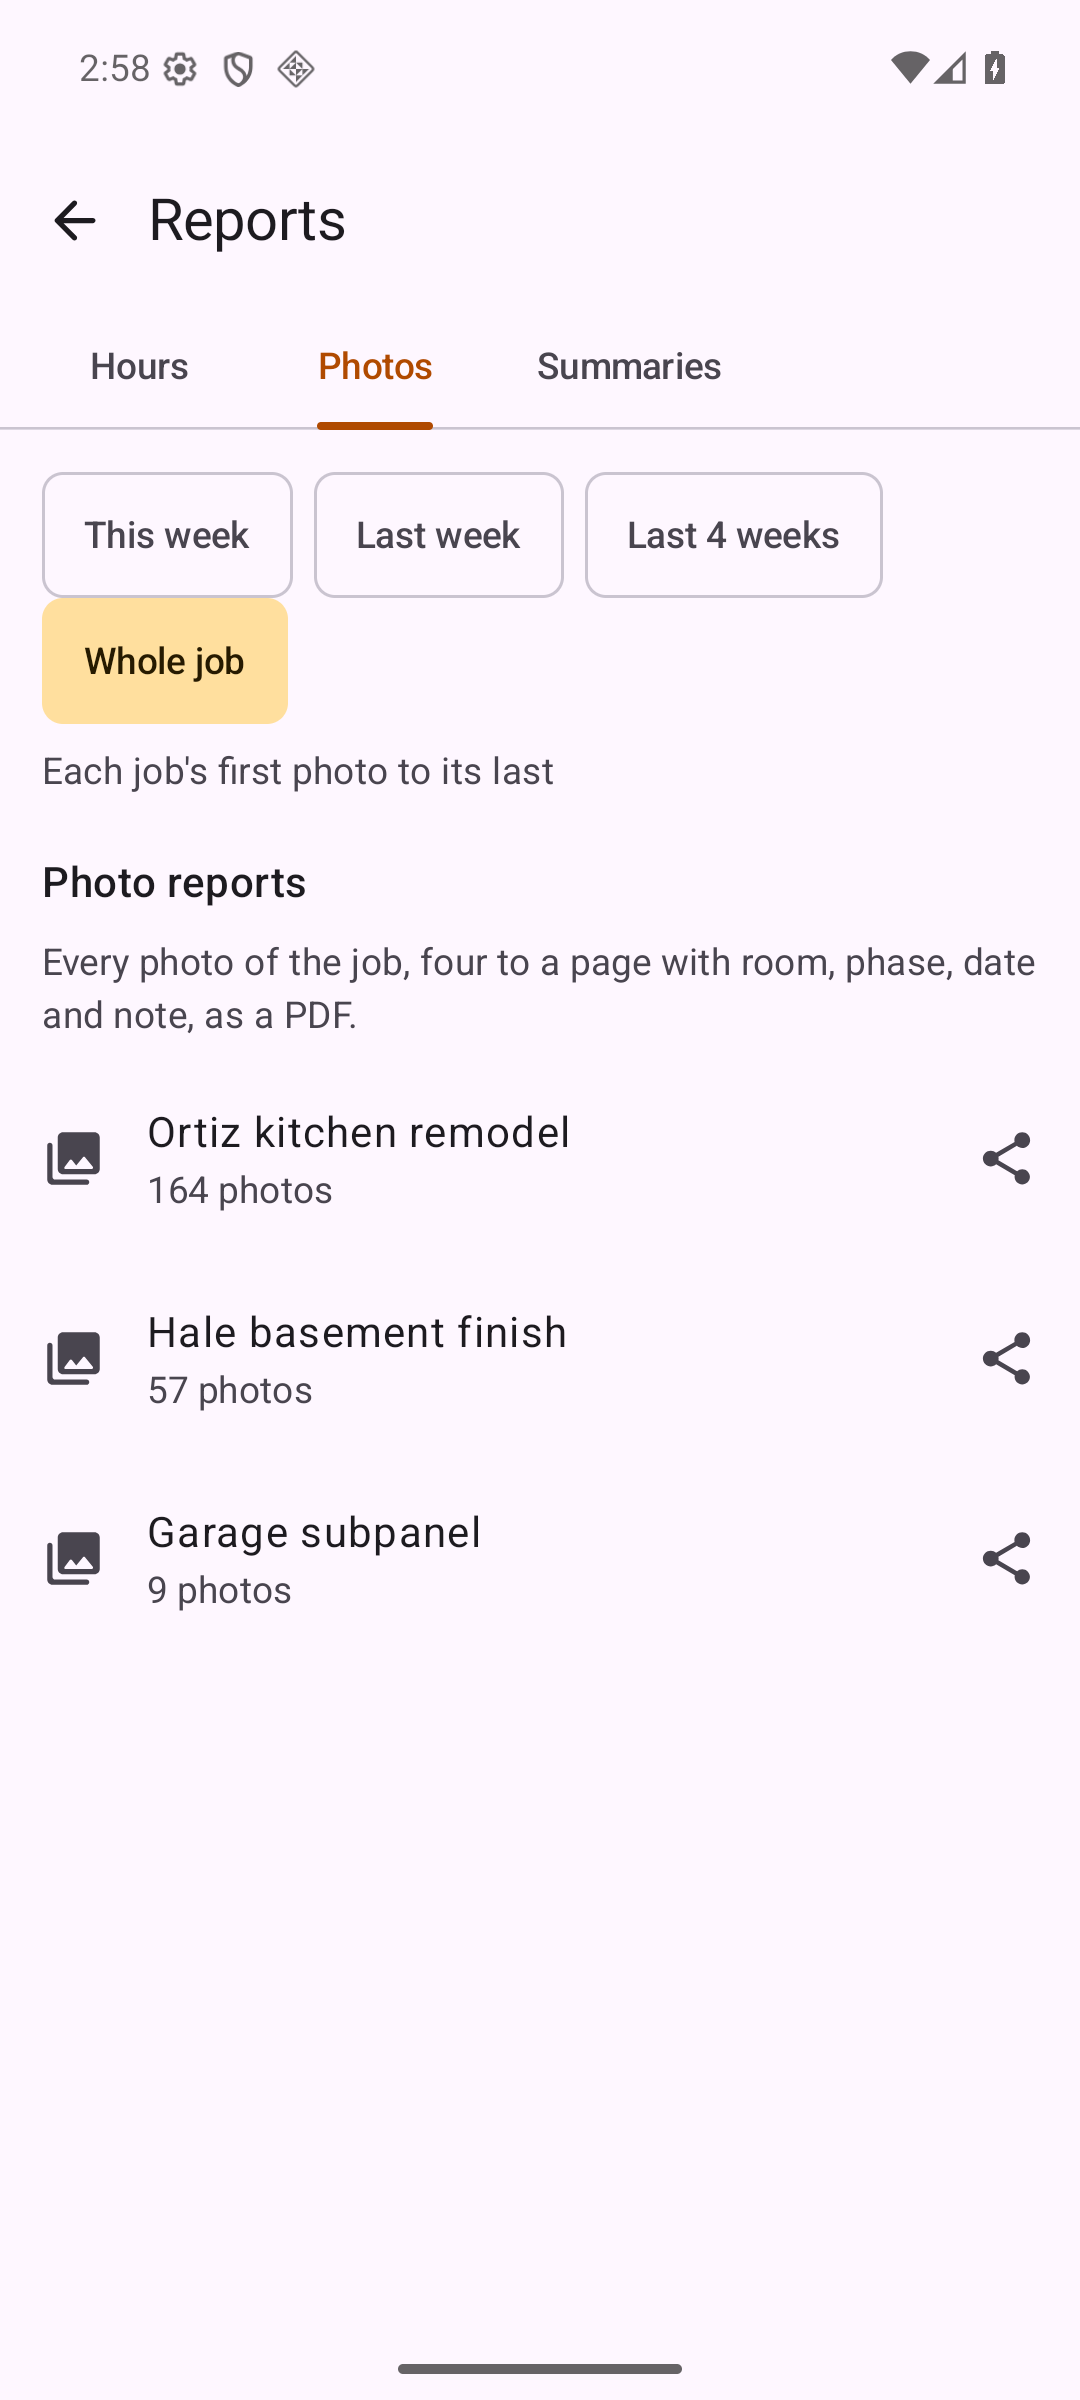 2:58
Reports
Hours
Photos
Summaries
This week
Last week
Last 4 weeks
Whole job
Each job's first photo to its last
Photo reports
Every photo of the job, four to a page with room, phase, date
and note, as a PDF.
Ortiz kitchen remodel
164 photos
Hale basement finish
57 photos
Garage subpanel
9 photos